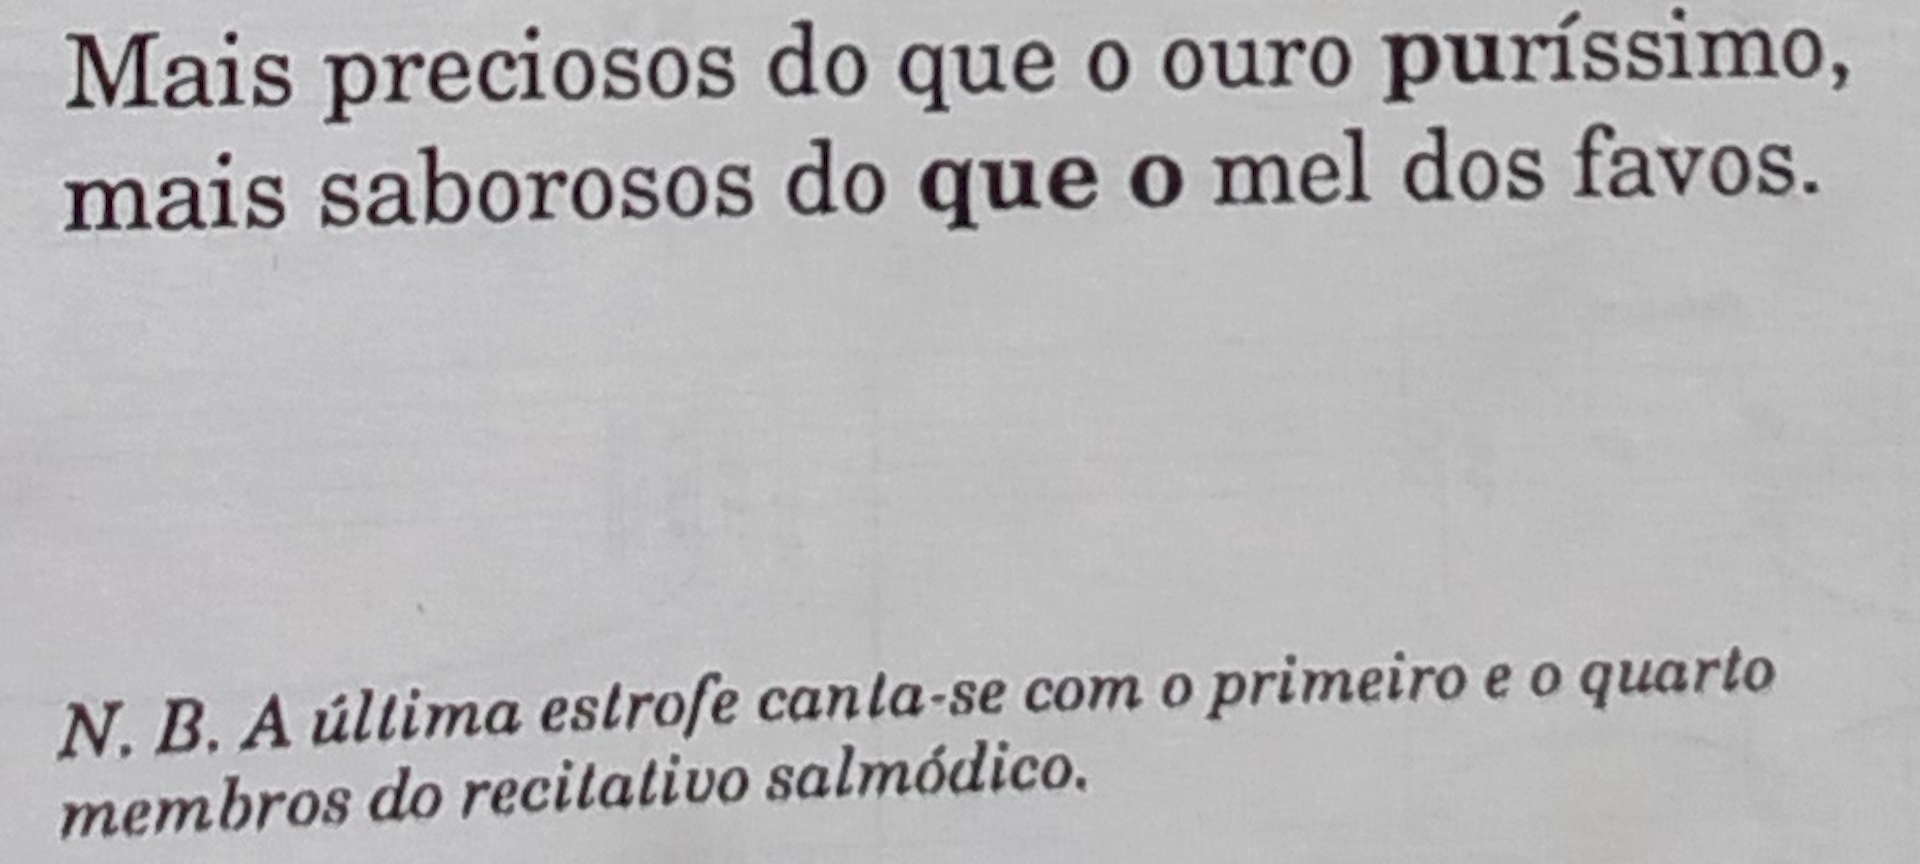 Mais preciosos do que o ouro puríssimo,
mais saborosos do que o mel dos favos.
N. B. A última estrofe canta-se com o primeiro e o quarto
membros do recitativo salmódico.